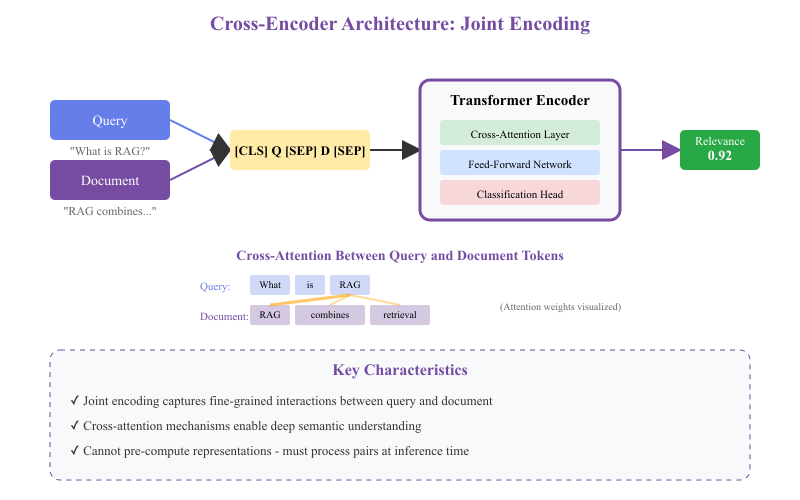 Cross-Encoder Architecture: Joint Encoding
Query
"What is RAG?"
Document
"RAG combines..."
[CLS] Q [SEP] D [SEP]
Transformer Encoder
Cross-Attention Layer
Feed-Forward Network
Classification Head
Relevance
0.92
Cross-Attention Between Query and Document Tokens
Query: What is RAG
Document: RAG combines retrieval
(Attention weights visualized)
Key Characteristics
✓ Joint encoding captures fine-grained interactions between query and document
✓ Cross-attention mechanisms enable deep semantic understanding
✓ Cannot pre-compute representations - must process pairs at inference time